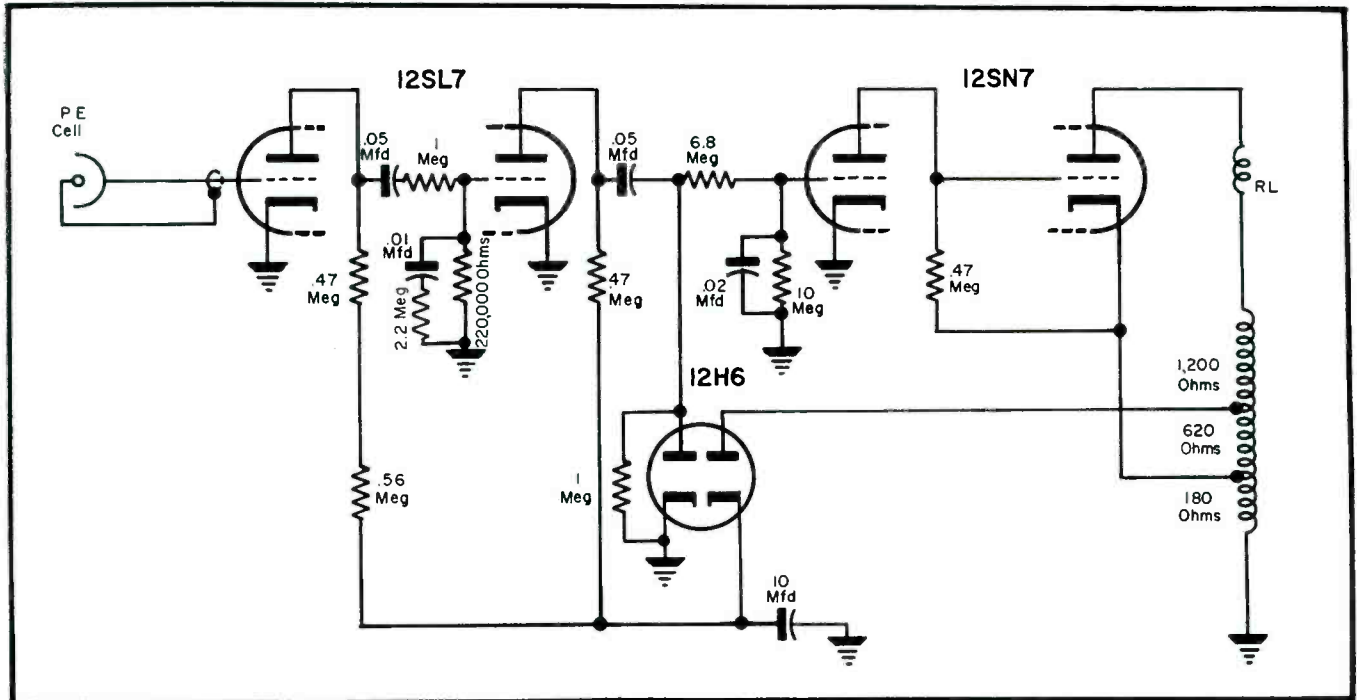 12SL7
12SN7
P E
Cell
.05
Mfd
1
Meg
.05
Mfd
6.8
Meg
RL
.01
Mfd
.47
Meg
2.2 Meg
220,000 Ohms
.47
Meg
.02
Mfd
10
Meg
.47
Meg
12H6
1,200
Ohms
620
Ohms
180
Ohms
.56
Meg
1
Meg
10
Mfd